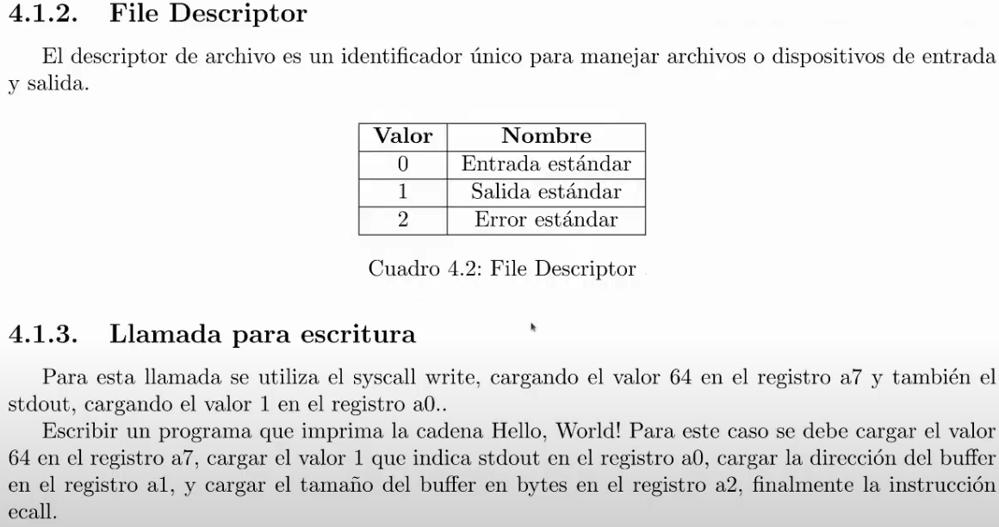 4.1.2. File Descriptor
El descriptor de archivo es un identificador único para manejar archivos o dispositivos de entrada
y salida.
Valor Nombre
0 Entrada estándar
1 Salida estándar
2 Error estándar
Cuadro 4.2: File Descriptor
4.1.3. Llamada para escritura
Para esta llamada se utiliza el syscall write, cargando el valor 64 en el registro a7 y también el
stdout, cargando el valor 1 en el registro a0..
Escribir un programa que imprima la cadena Hello, World! Para este caso se debe cargar el valor
64 en el registro a7, cargar el valor 1 que indica stdout en el registro a0, cargar la dirección del buffer
en el registro a1, y cargar el tamaño del buffer en bytes en el registro a2, finalmente la instrucción
ecall.